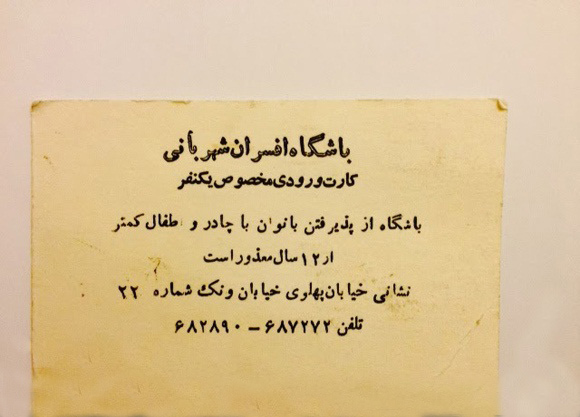 باشگاه افسران شهربانی
کارت ورودی مخصوص یکنفر
باشگاه از پذیرفتن بانوان با چادر و اطفال کمتر
از ۱۲ سال معذور است
نشانی خیابان پهلوی خیابان ونک شماره ۲۲
تلفن ۶۸۷۲۷۲ – ۶۸۲۸۹۰